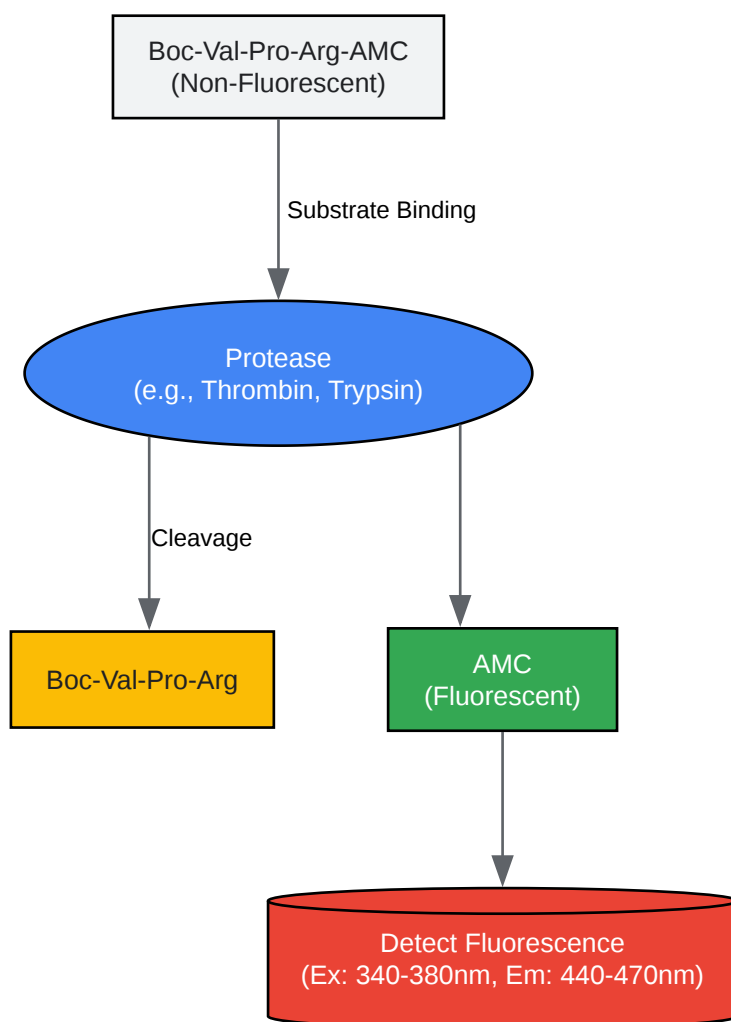 Boc-Val-Pro-Arg-AMC
(Non-Fluorescent)
Substrate Binding
Protease
(e.g., Thrombin, Trypsin)
Cleavage
Boc-Val-Pro-Arg
AMC
(Fluorescent)
Detect Fluorescence
(Ex: 340-380nm, Em: 440-470nm)